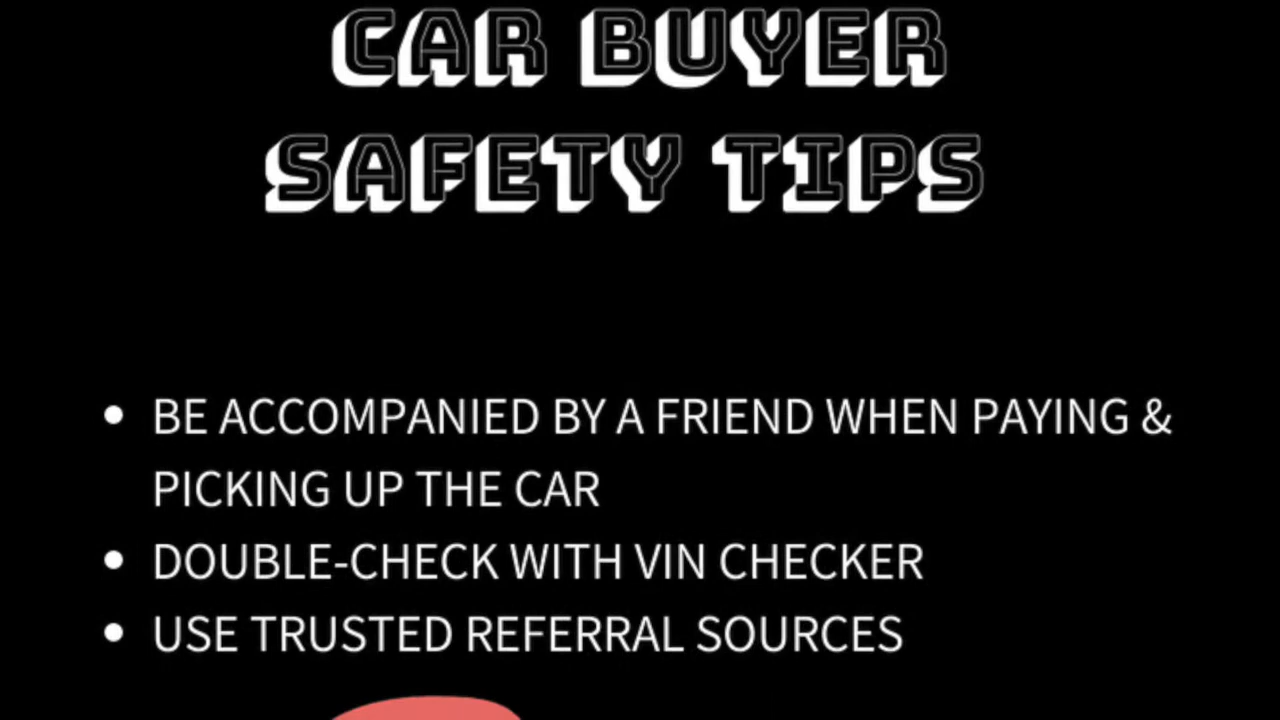 CAR BUYER
SAFETY TIPS
• BE ACCOMPANIED BY A FRIEND WHEN PAYING &
PICKING UP THE CAR
• DOUBLE-CHECK WITH VIN CHECKER
• USE TRUSTED REFERRAL SOURCES